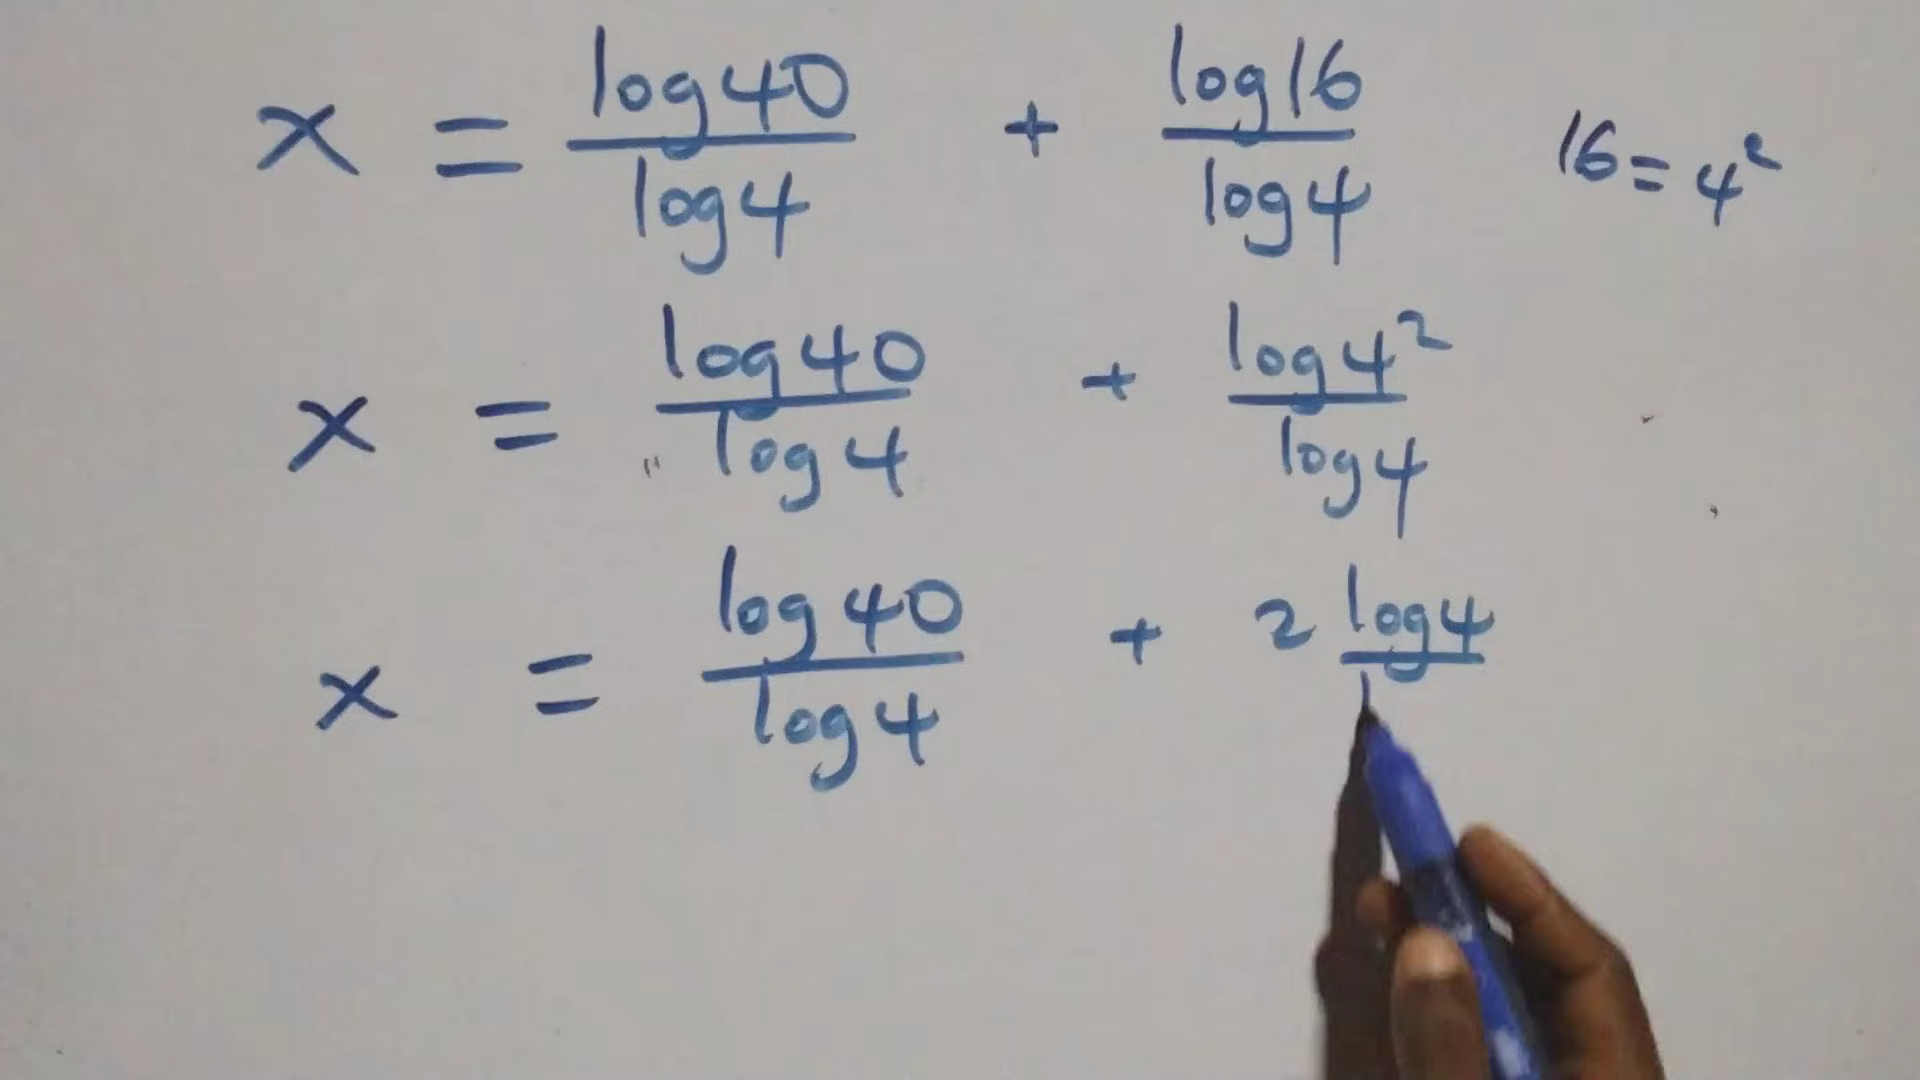 x = log40/log4 + log16/log4 16 = 4²
x = log40/log4 + log4²/log4
x = log40/log4 + 2 log4/l